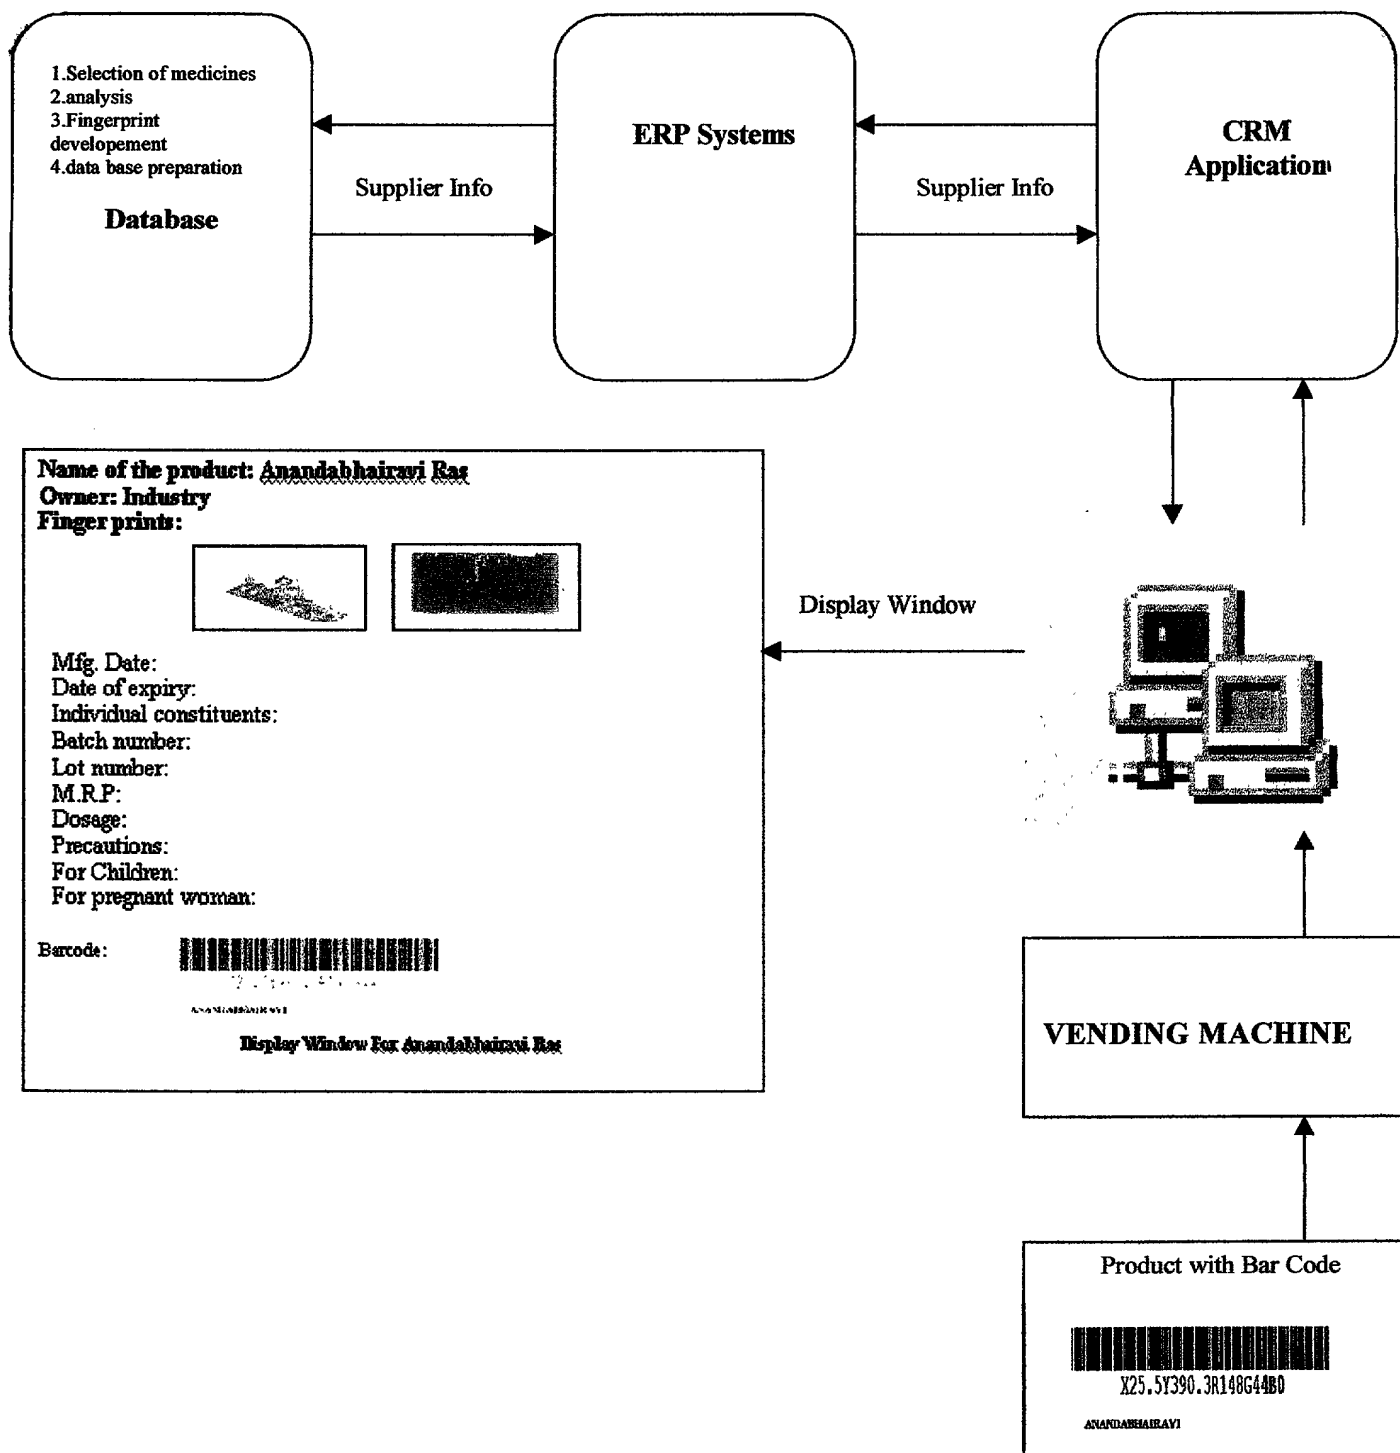 1.Selection of medicines
2.analysis
3.Fingerprint
developement
4.data base preparation
Database
Supplier Info
ERP Systems
Supplier Info
CRM
Application
Name of the product: Anandabhairavi Ras
Owner: Industry
Finger prints:
Mfg. Date:
Date of expiry:
Individual constituents:
Batch number:
Lot number:
M.R.P:
Dosage:
Precautions:
For Children:
For pregnant woman:
Barcode:
ANANDABHAIRAVI
Display Window For Anandabhairavi Ras
Display Window
VENDING MACHINE
Product with Bar Code
X25.5Y390.3R148G44B0
ANANDABHAIRAVI